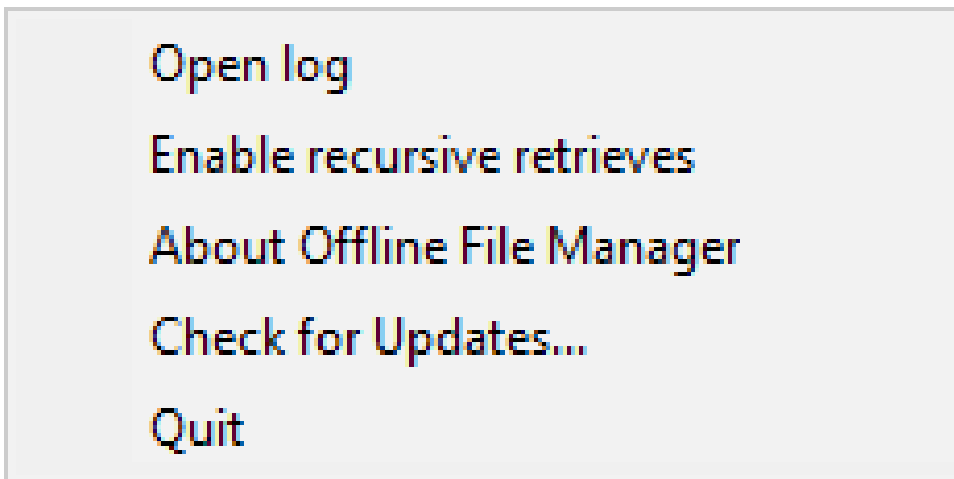 Open log
Enable recursive retrieves
About Offline File Manager
Check for Updates...
Quit